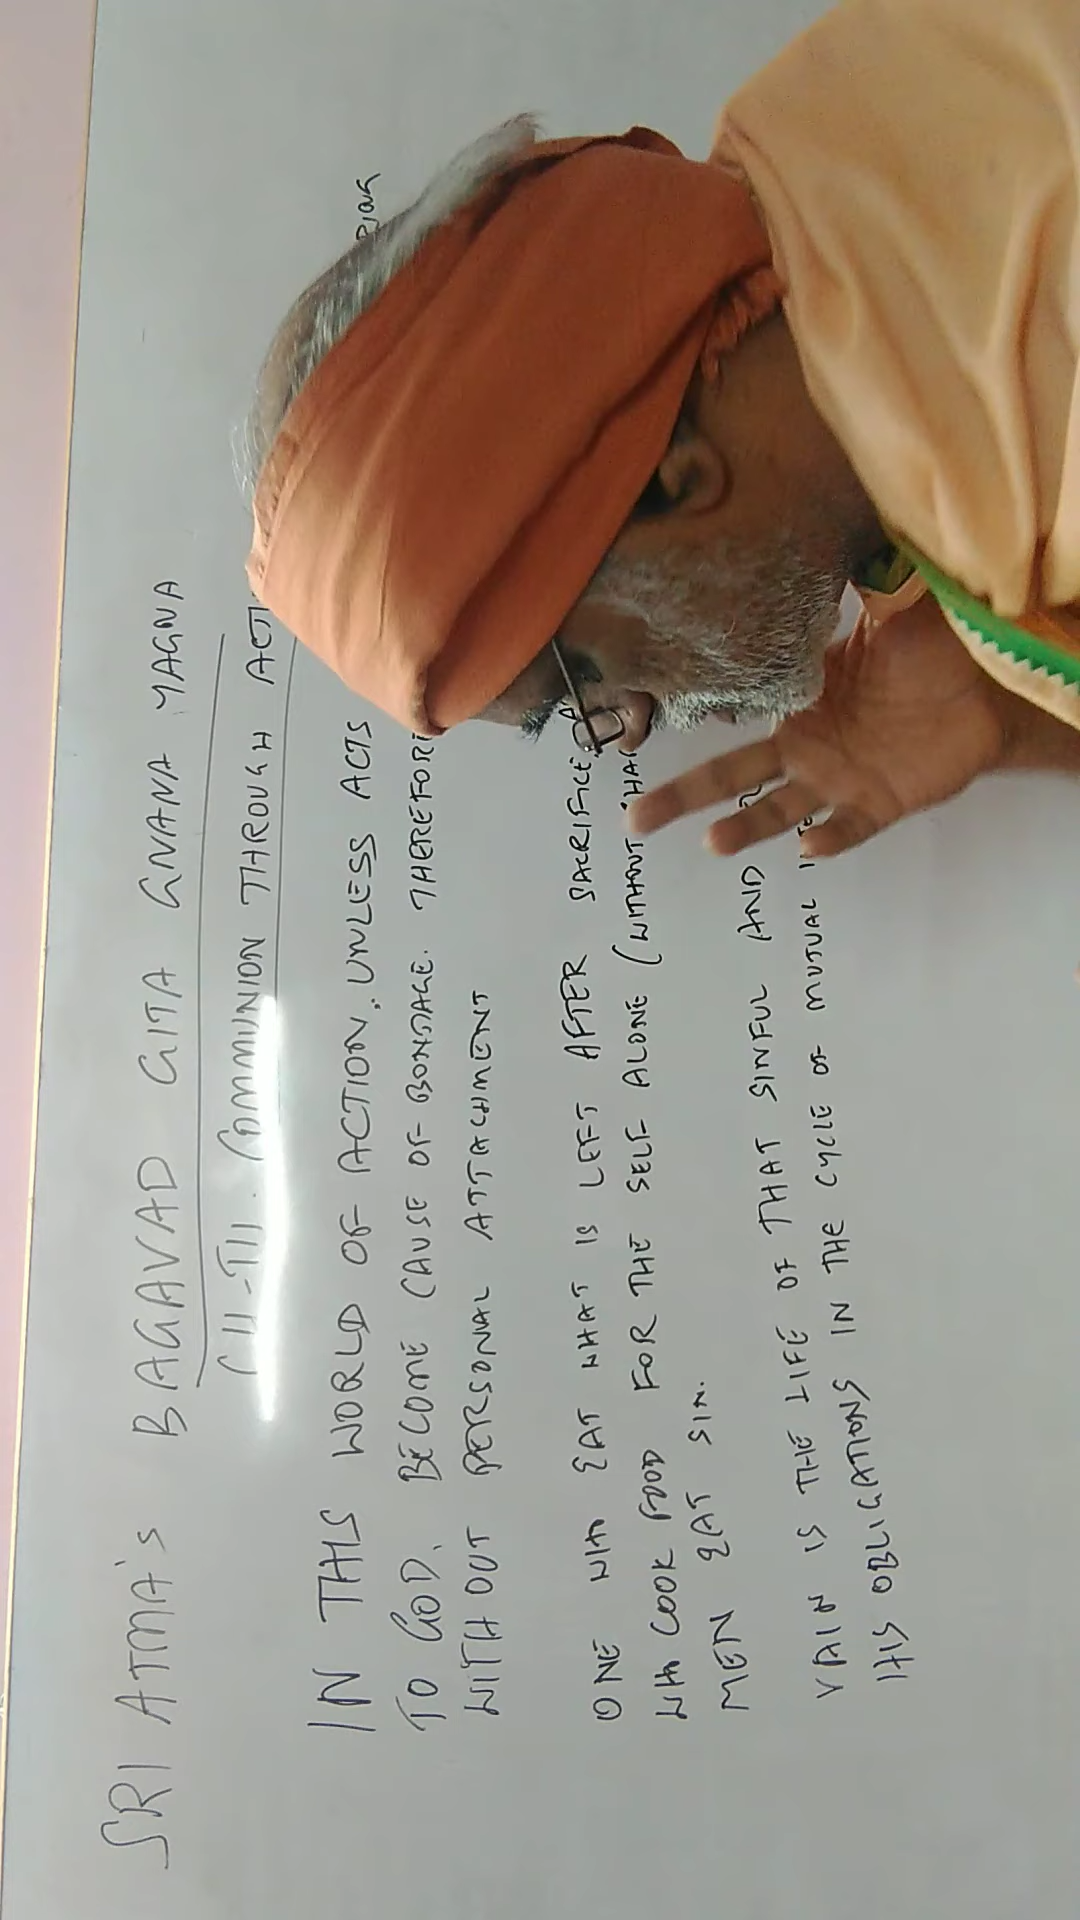 SRI ATMA'S BAGAVAD GITA GNANA YAGNA
CH-III. COMMUNION THROUGH ACTI
IN THIS WORLD OF ACTION, UNLESS ACTS
TO GOD, BECOME CAUSE OF BONDAGE. THEREFORE
WITH OUT PERSONAL ATTACHMENT
ONE WHO EAT WHAT IS LEFT AFTER SACRIFICE
WHO COOK FOOD FOR THE SELF ALONE (WITHOUT
MEN EAT SIN.
VAIN IS THE LIFE OF THAT SINFUL AND
HIS OBLIGATIONS IN THE CYCLE OF MUTUAL